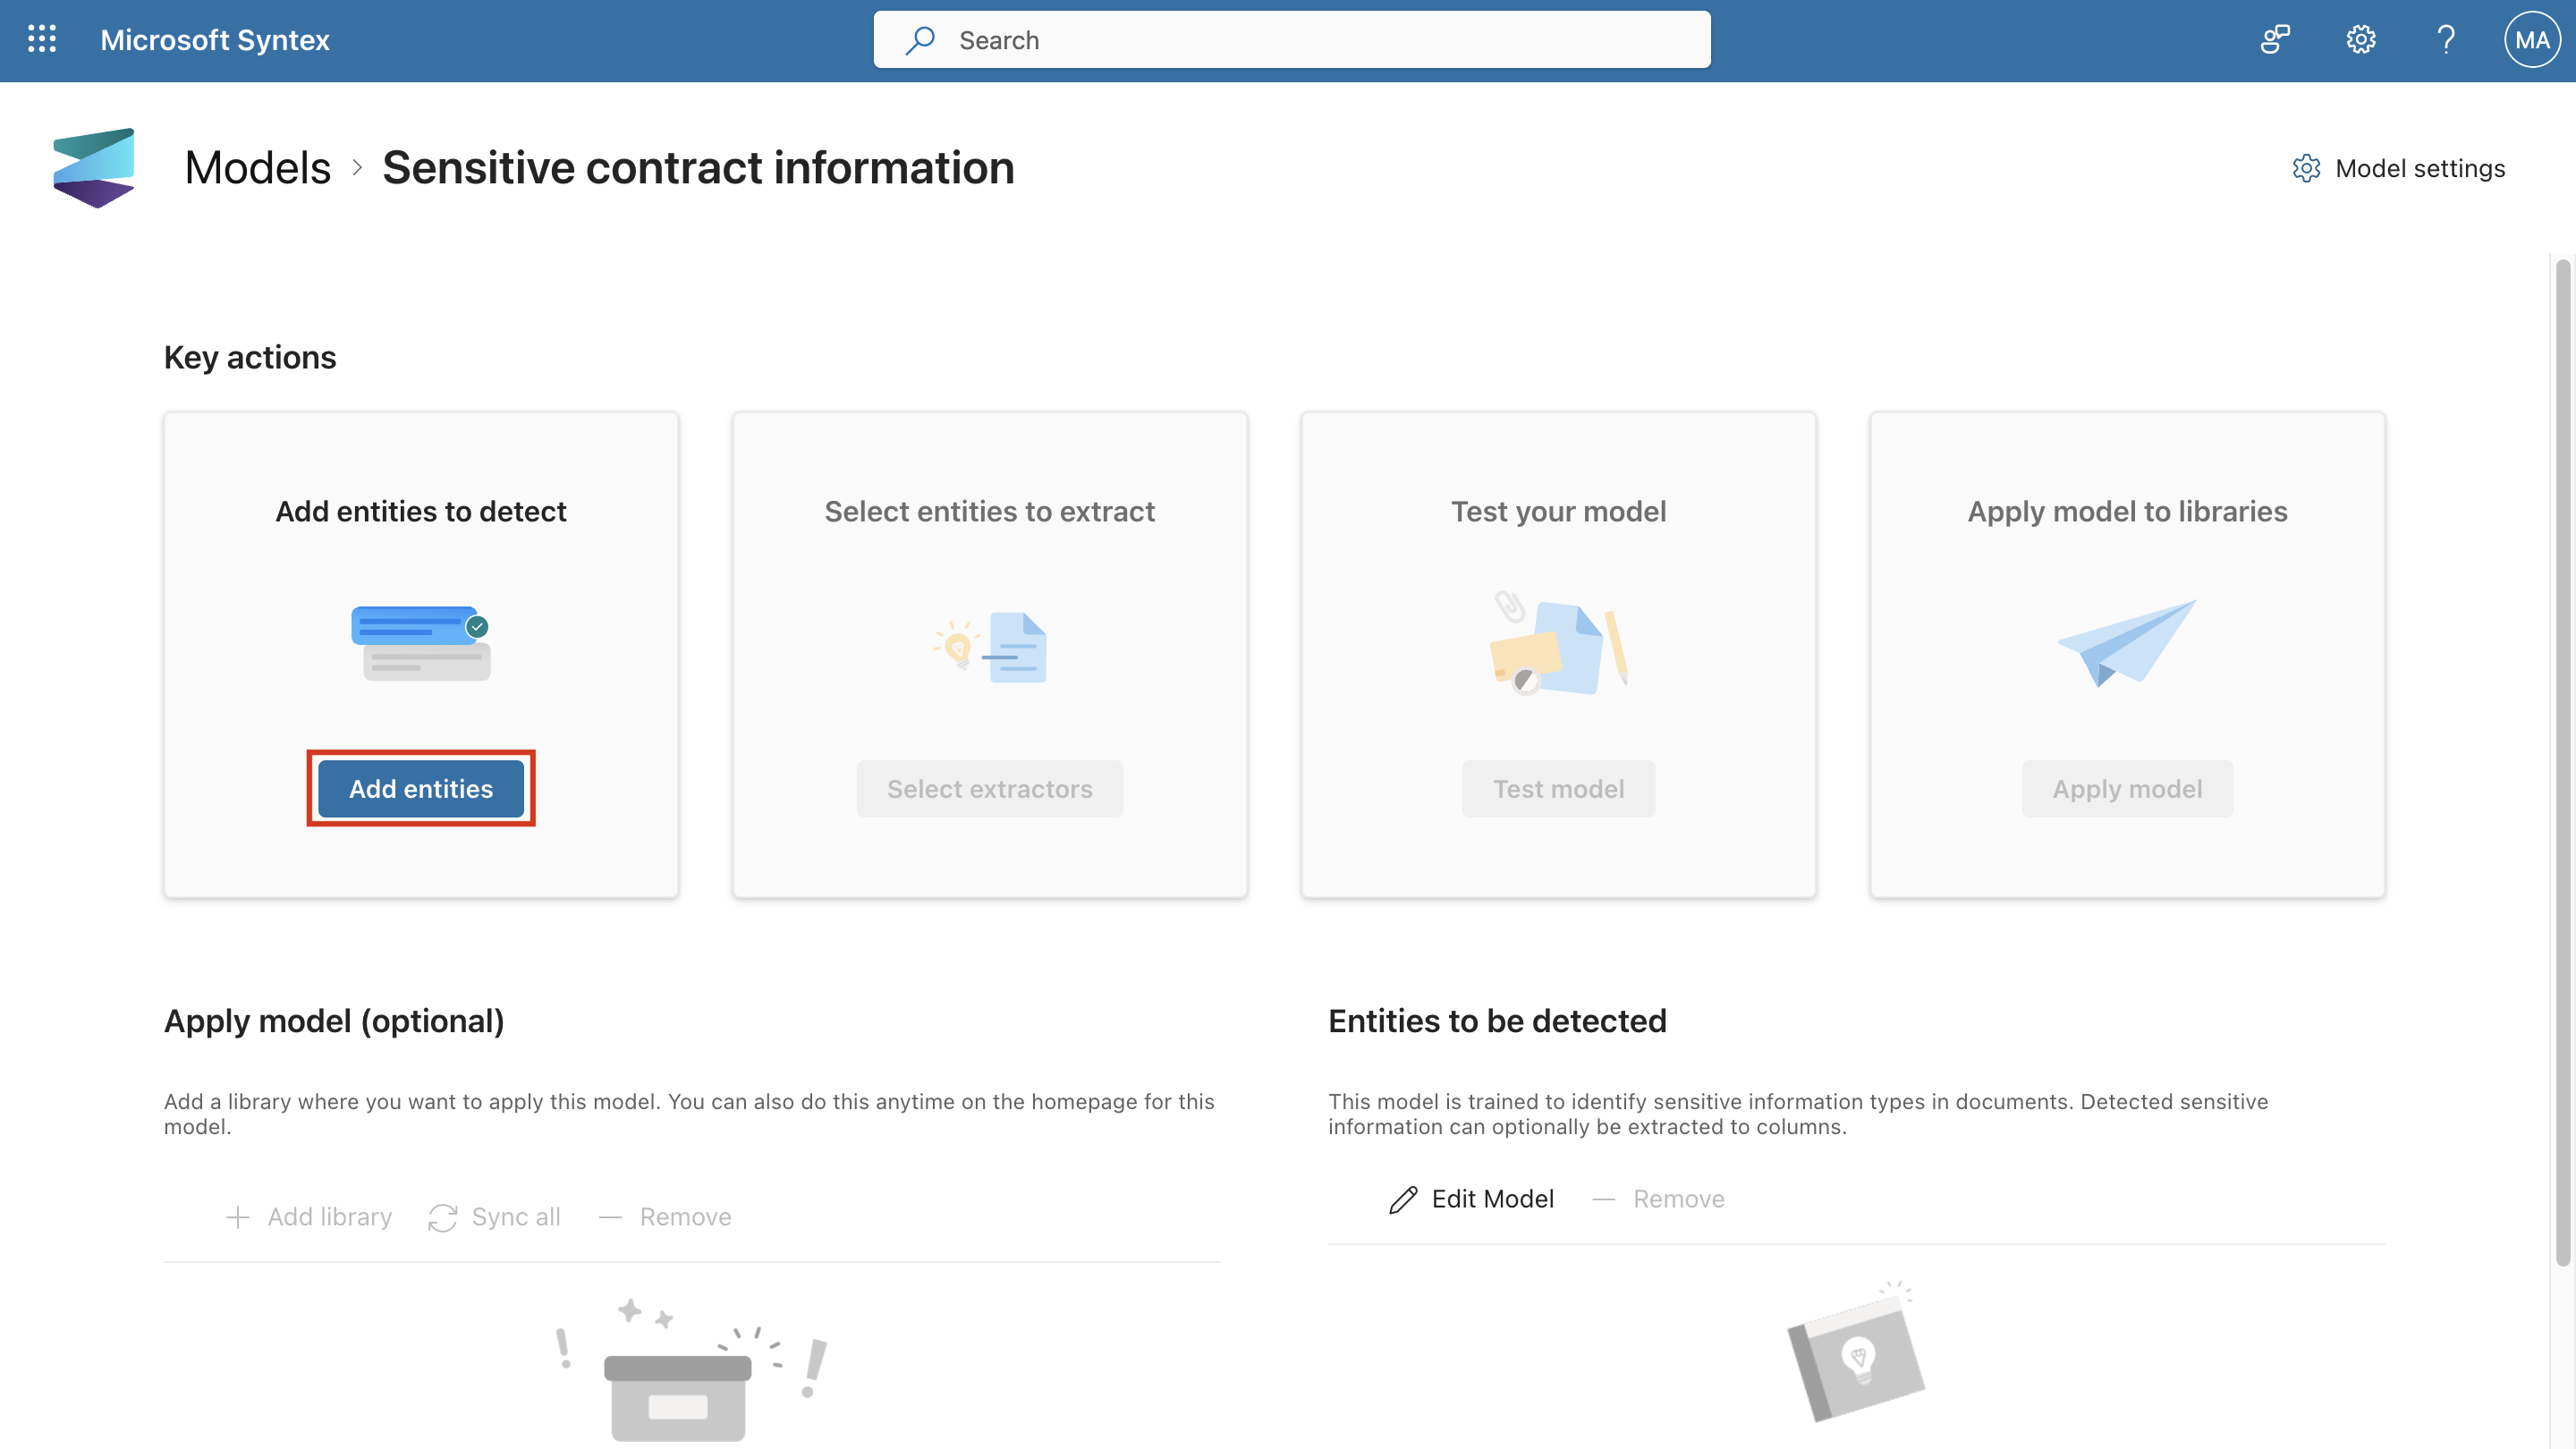 Microsoft Syntex
Search
MA
Models > Sensitive contract information
Model settings
Key actions
Add entities to detect
Add entities
Select entities to extract
Select extractors
Test your model
Test model
Apply model to libraries
Apply model
Apply model (optional)
Add a library where you want to apply this model. You can also do this anytime on the homepage for this
model.
Add library
Sync all
Remove
Entities to be detected
This model is trained to identify sensitive information types in documents. Detected sensitive
information can optionally be extracted to columns.
Edit Model
Remove